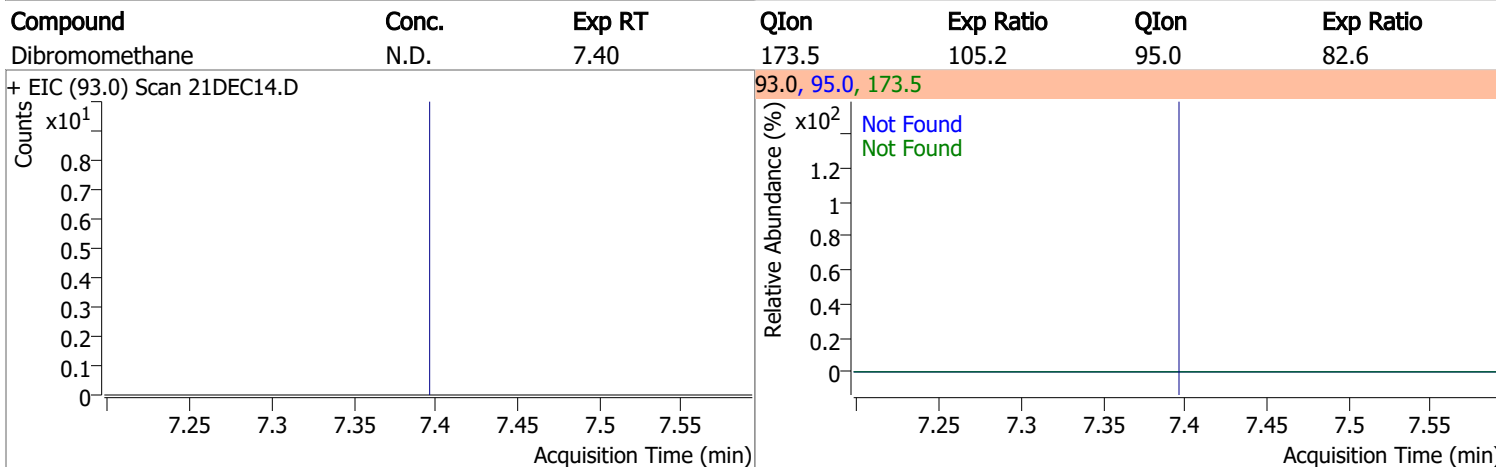 Compound Conc. Exp RT QIon Exp Ratio QIon Exp Ratio
Dibromomethane N.D. 7.40 173.5 105.2 95.0 82.6
+ EIC (93.0) Scan 21DEC14.D
Counts
x10¹
0.8
0.7
0.6
0.5
0.4
0.3
0.2
0.1
0
7.25 7.3 7.35 7.4 7.45 7.5 7.55
Acquisition Time (min)
93.0, 95.0, 173.5
Relative Abundance (%)
x10²
Not Found
Not Found
1.2
1
0.8
0.6
0.4
0.2
0
7.25 7.3 7.35 7.4 7.45 7.5 7.55
Acquisition Time (min)